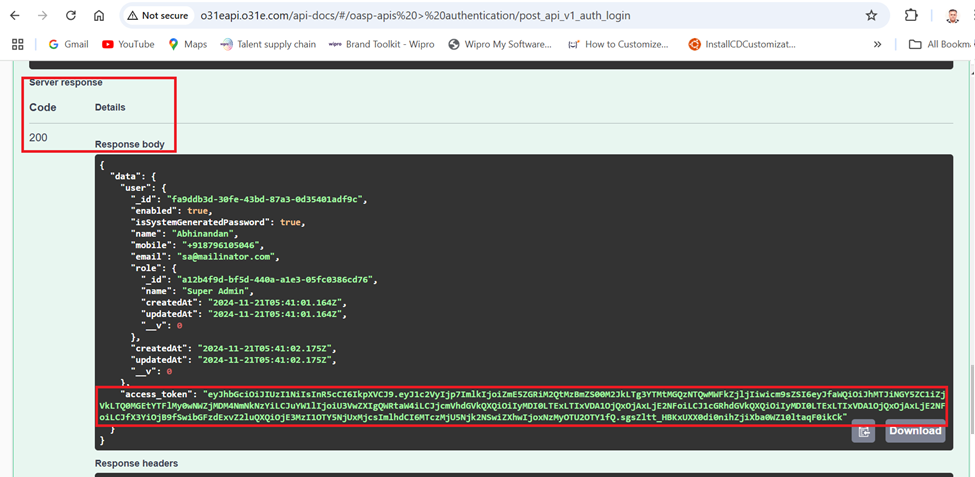 Not secure o31eapi.o31e.com/api-docs/#/oasp-apis%20>%20authentication/post_api_v1_auth_login
Gmail YouTube Maps Talent supply chain Brand Toolkit - Wipro Wipro My Software... How to Customize... InstallCDCustomizat... » All Bookma
Server response
Code Details
200
Response body
{
"data": {
"user": {
"_id": "fa9ddb3d-30fe-43bd-87a3-0d35401adf9c",
"enabled": true,
"isSystemGeneratedPassword": true,
"name": "Abhinandan",
"mobile": "+918796105046",
"email": "sa@mailinator.com",
"role": {
"_id": "a12b4f9d-bf5d-440a-a1e3-05fc0386cd76",
"name": "Super Admin",
"createdAt": "2024-11-21T05:41:01.164Z",
"updatedAt": "2024-11-21T05:41:01.164Z",
"__v": 0
},
"createdAt": "2024-11-21T05:41:02.175Z",
"updatedAt": "2024-11-21T05:41:02.175Z",
"__v": 0
},
"access_token":
}
}
Download
Response headers